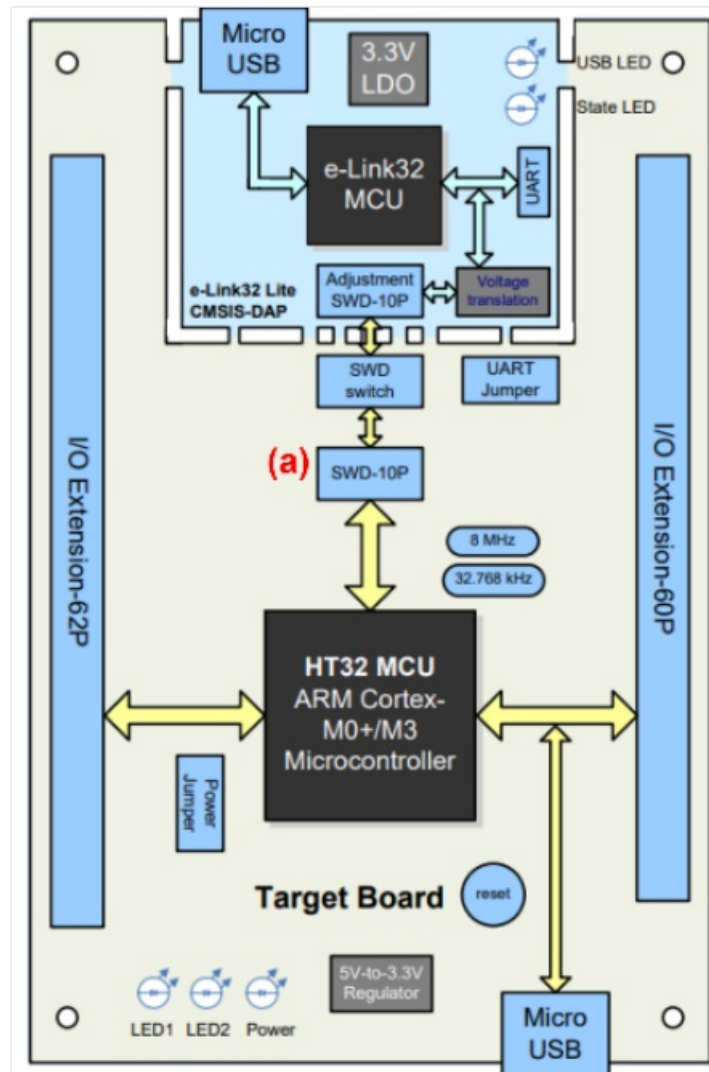 Micro
USB
3.3V
LDO
USB LED
State LED
e-Link32
MCU
UART
Adjustment
SWD-10P
Voltage
translation
e-Link32 Lite
CMSIS-DAP
SWD
switch
UART
Jumper
(a)
SWD-10P
8 MHz
32.768 kHz
I/O Extension-62P
I/O Extension-60P
HT32 MCU
ARM Cortex-
M0+/M3
Microcontroller
Power
Jumper
Target Board
reset
5V-to-3.3V
Regulator
LED1
LED2
Power
Micro
USB